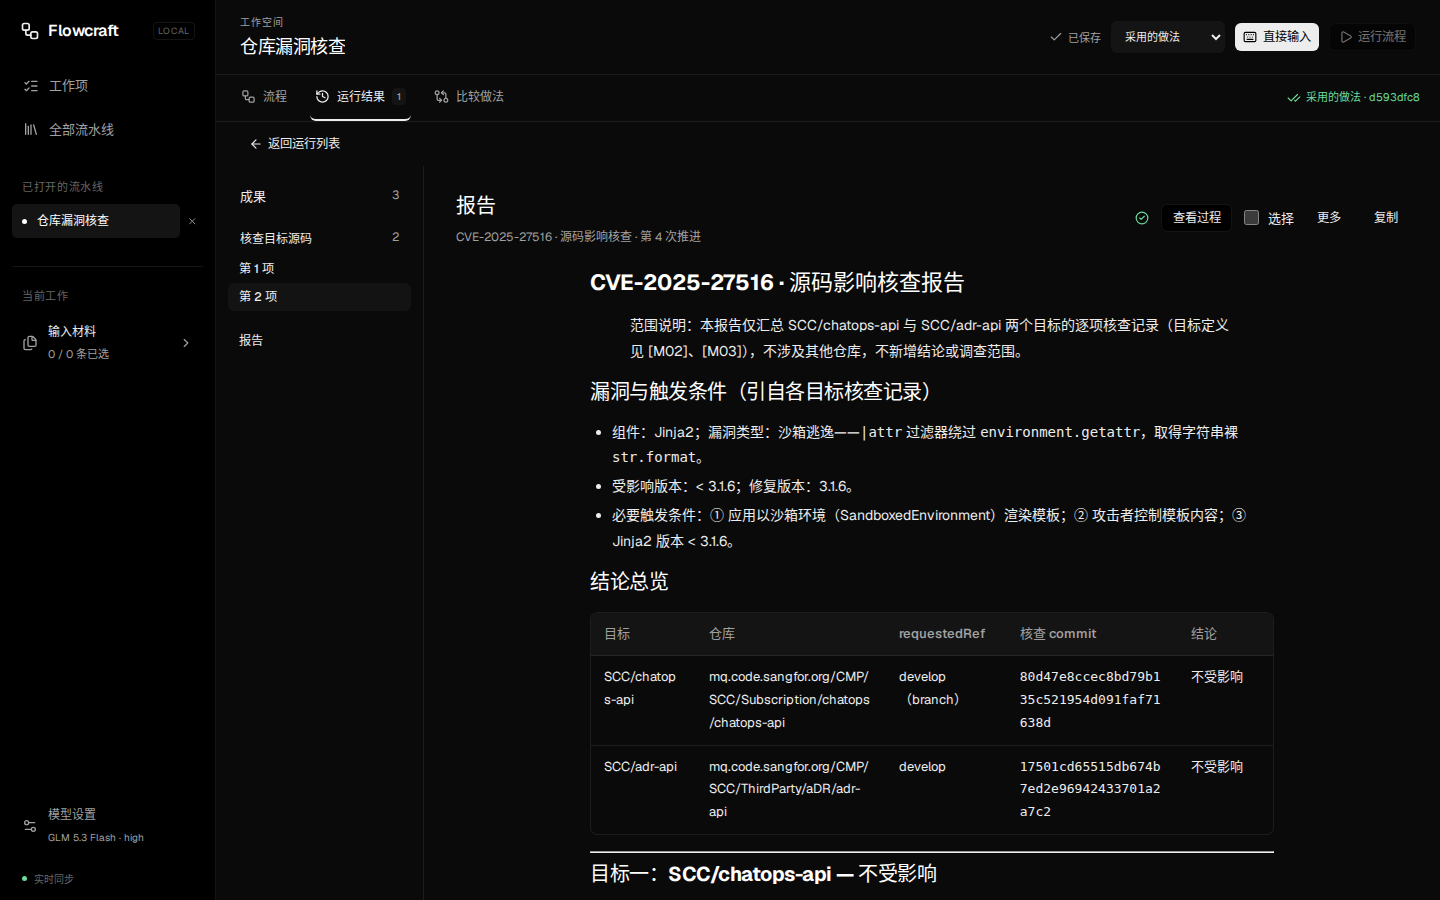 Flowcraft
LOCAL
工作项
全部流水线
已打开的流水线
仓库漏洞核查
当前工作
输入材料
0 / 0 条已选
模型设置
GLM 5.3 Flash · high
实时同步
工作空间
仓库漏洞核查
已保存
采用的做法
直接输入
运行流程
流程
运行结果 1
比较做法
采用的做法 · d593dfc8
返回运行列表
成果 3
核查目标源码 2
第 1 项
第 2 项
报告
报告
CVE-2025-27516 · 源码影响核查 · 第 4 次推进
查看过程
选择
更多
复制
CVE-2025-27516 · 源码影响核查报告
范围说明：本报告仅汇总 SCC/chatops-api 与 SCC/adr-api 两个目标的逐项核查记录（目标定义
见 [M02]、[M03]），不涉及其他仓库，不新增结论或调查范围。
漏洞与触发条件（引自各目标核查记录）
组件：Jinja2；漏洞类型：沙箱逃逸——|attr 过滤器绕过 environment.getattr，取得字符串裸
str.format。
受影响版本：< 3.1.6；修复版本：3.1.6。
必要触发条件：① 应用以沙箱环境（SandboxedEnvironment）渲染模板；② 攻击者控制模板内容；③
Jinja2 版本 < 3.1.6。
结论总览
目标 仓库 requestedRef 核查 commit 结论
SCC/chatop mq.code.sangfor.org/CMP/ develop 80d47e8ccec8bd79b1 不受影响
s-api SCC/Subscription/chatops （branch） 35c521954d091faf71
/chatops-api 638d
SCC/adr-api mq.code.sangfor.org/CMP/ develop 17501cd65515db674b 不受影响
SCC/ThirdParty/aDR/adr- 7ed2e96942433701a2
api a7c2
目标一：SCC/chatops-api — 不受影响